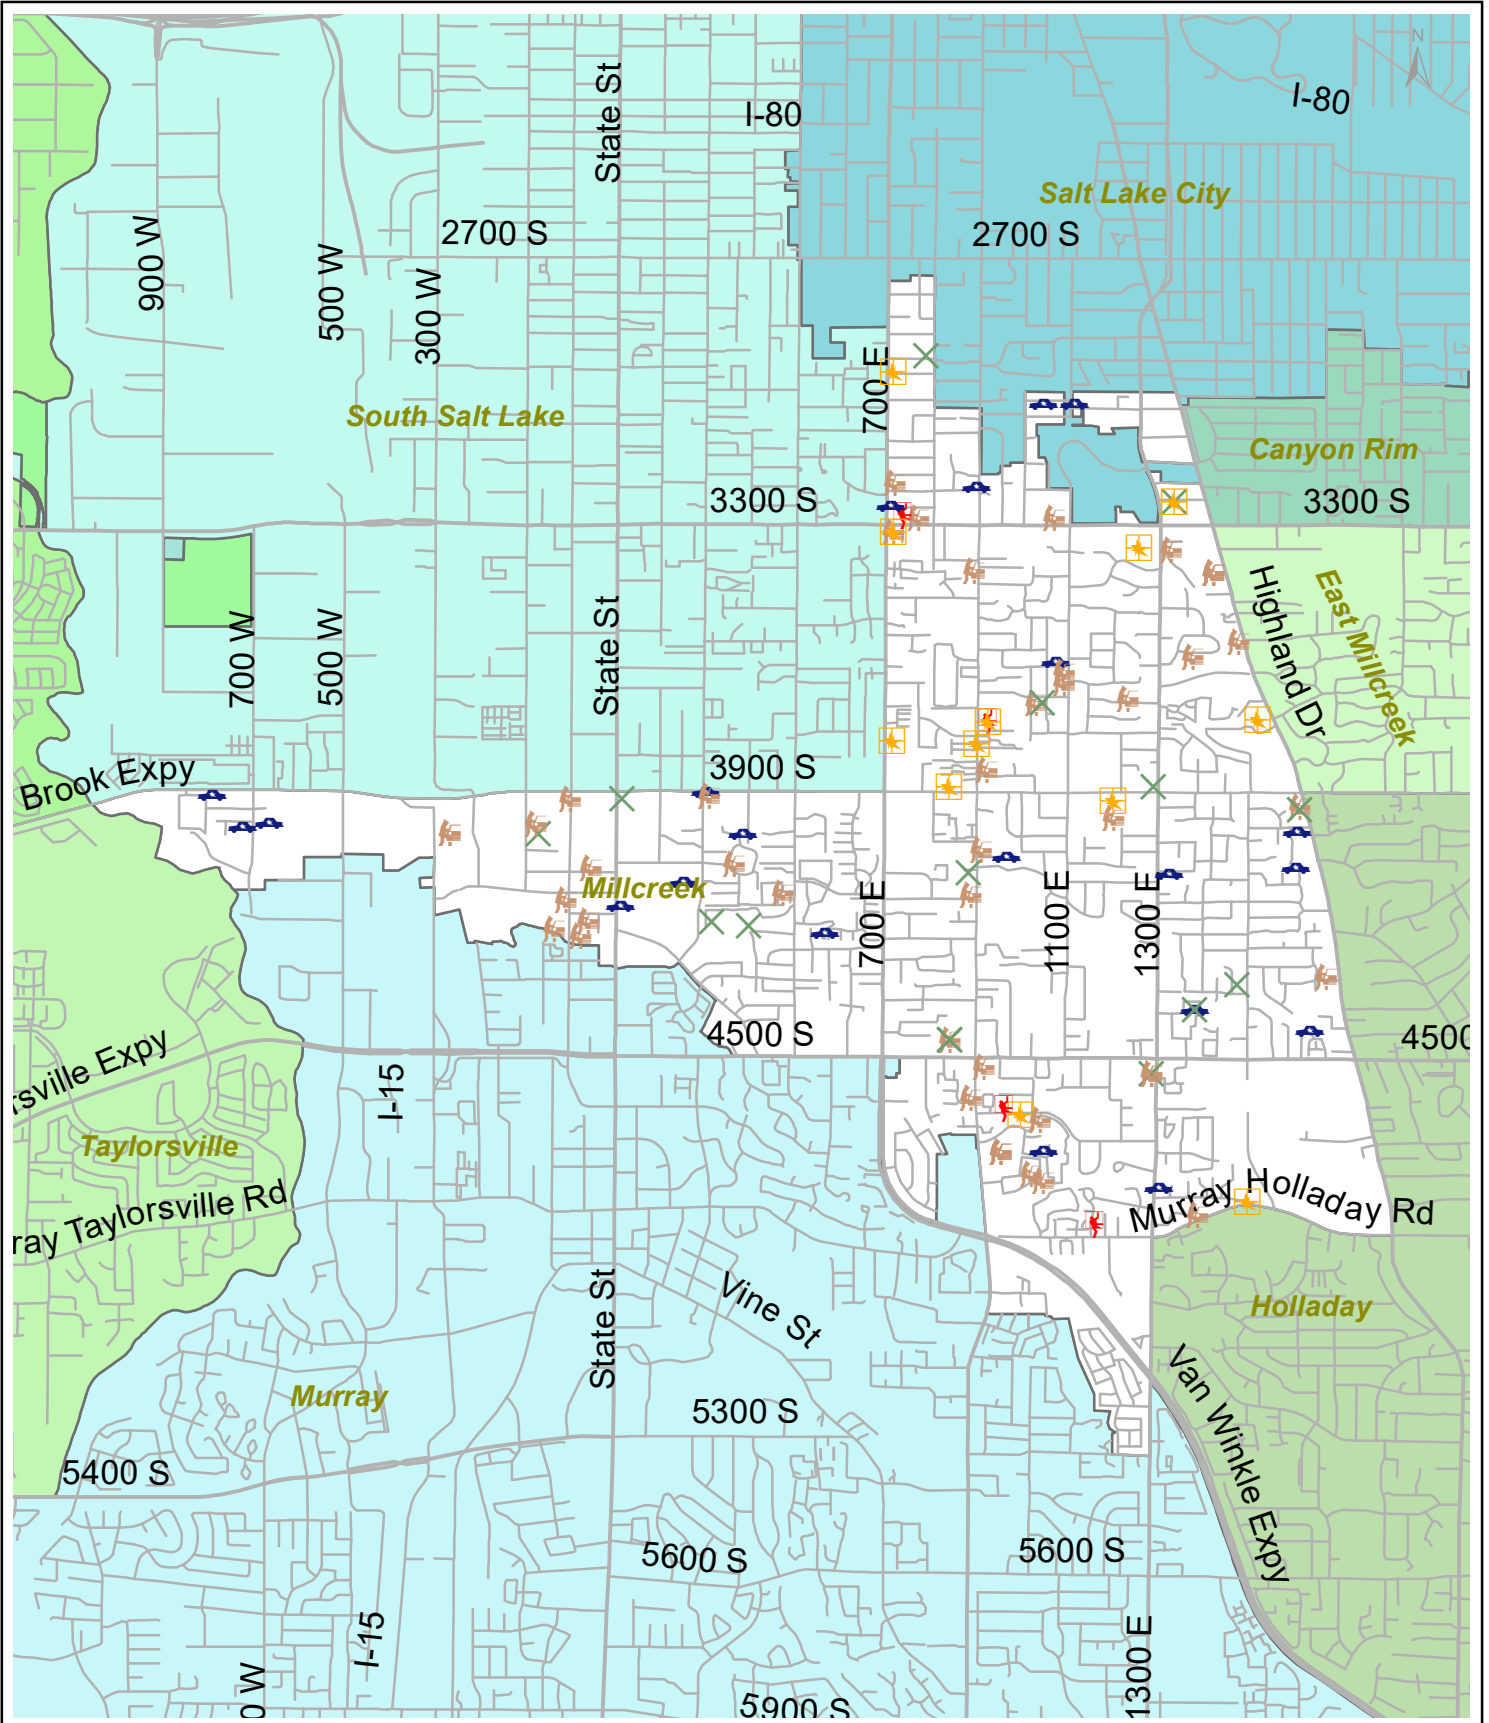 N
I-80
I-80
State St
Salt Lake City
2700 S
2700 S
900 W
500 W
300 W
700 E
South Salt Lake
Canyon Rim
3300 S
3300 S
Highland Dr
East Millcreek
700 W
500 W
State St
Brook Expy
3900 S
Millcreek
700 E
1100 E
1300 E
4500 S
4500
rsville Expy
I-15
Taylorsville
ray Taylorsville Rd
Murray Holladay Rd
State St
Vine St
Holladay
Murray
5300 S
Van Winkle Expy
5400 S
5600 S
5600 S
I-15
1300 E
0 W
5900 S